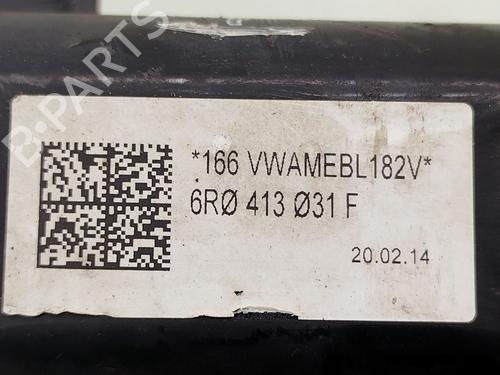 B-PARTS
*166 VWAMEBL182V*
6RØ 413 Ø31 F
20.02.14